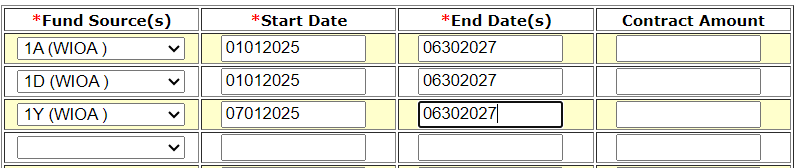 *Fund Source(s) *Start Date *End Date(s) Contract Amount
1A (WIOA ) 01012025 06302027
1D (WIOA ) 01012025 06302027
1Y (WIOA ) 07012025 06302027